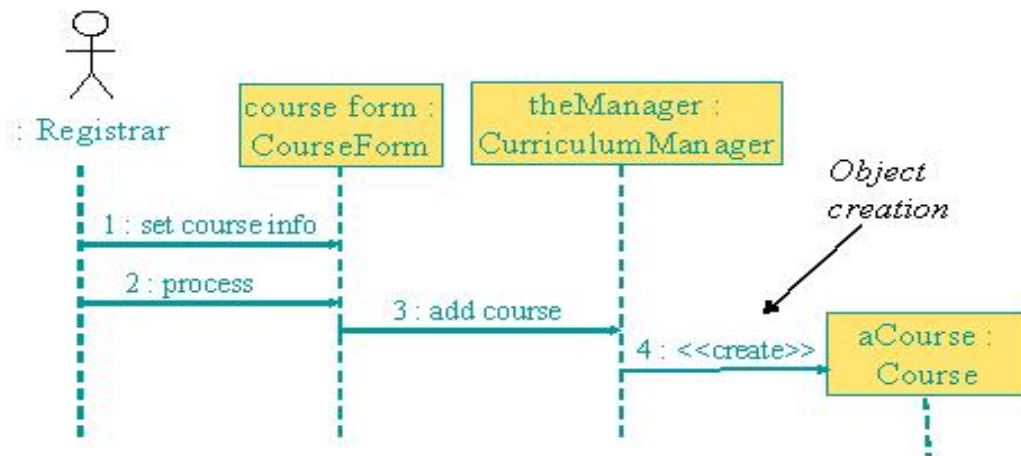 : Registrar
course form :
CourseForm
theManager :
CurriculumManager
Object
creation
1 : set course info
2 : process
3 : add course
4 : <<create>>
aCourse :
Course